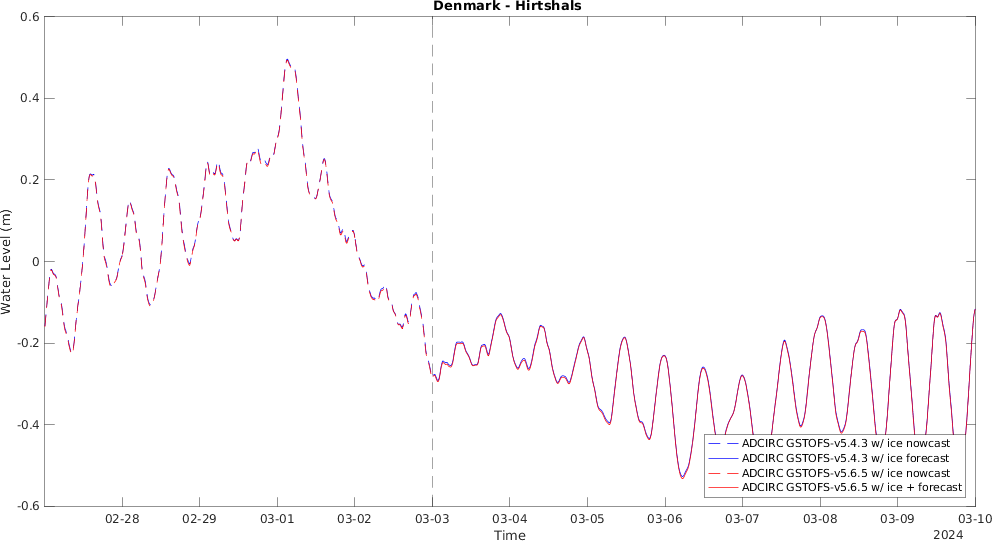 Denmark - Hirtshals
0.6
0.4
0.2
0
-0.2
-0.4
-0.6
Water Level (m)
ADCIRC GSTOFS-v5.4.3 w/ ice nowcast
ADCIRC GSTOFS-v5.4.3 w/ ice forecast
ADCIRC GSTOFS-v5.6.5 w/ ice nowcast
ADCIRC GSTOFS-v5.6.5 w/ ice + forecast
02-28 02-29 03-01 03-02 03-03 03-04 03-05 03-06 03-07 03-08 03-09 03-10
Time
2024